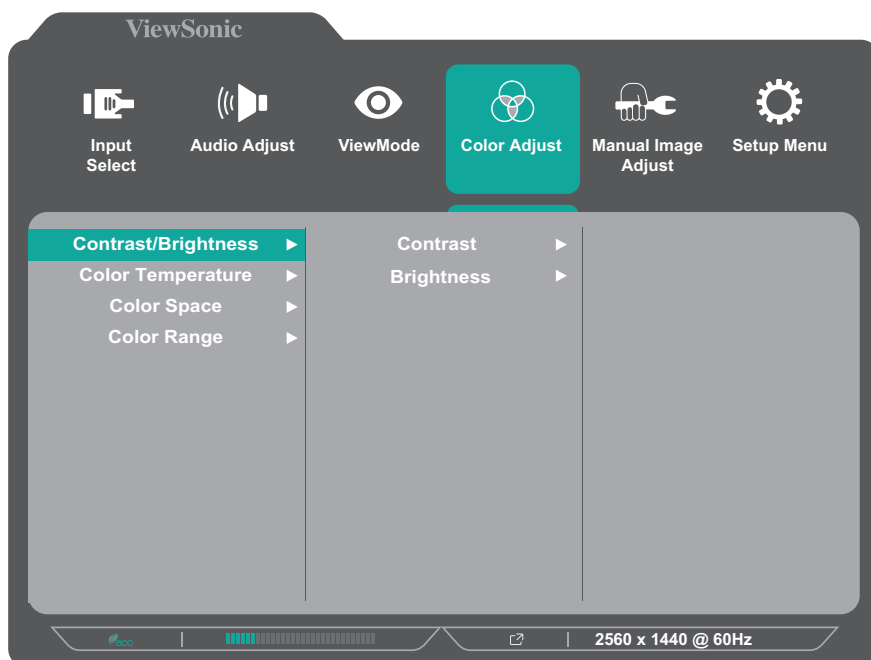 ViewSonic
Input
Select
Audio Adjust
ViewMode
Color Adjust
Manual Image
Adjust
Setup Menu
Contrast/Brightness
Color Temperature
Color Space
Color Range
Contrast
Brightness
eco
2560 x 1440 @ 60Hz